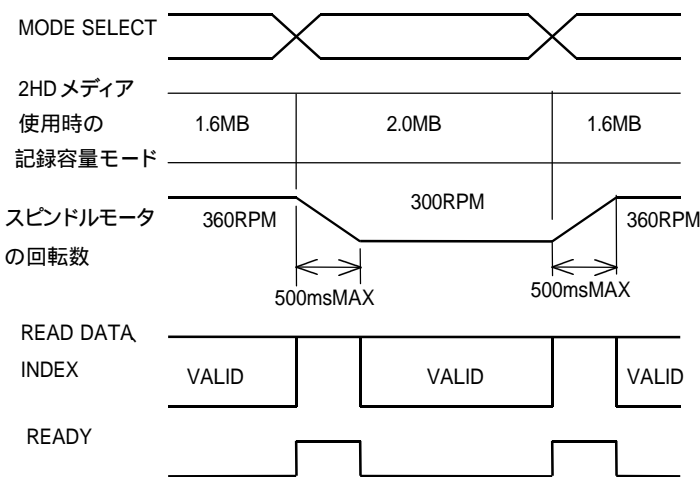 MODE SELECT
2HDメディア
使用時の
記録容量モード
1.6MB
2.0MB
1.6MB
スピンドルモータ
の回転数
360RPM
300RPM
360RPM
500msMAX
500msMAX
READ DATA、
INDEX
VALID
VALID
VALID
READY